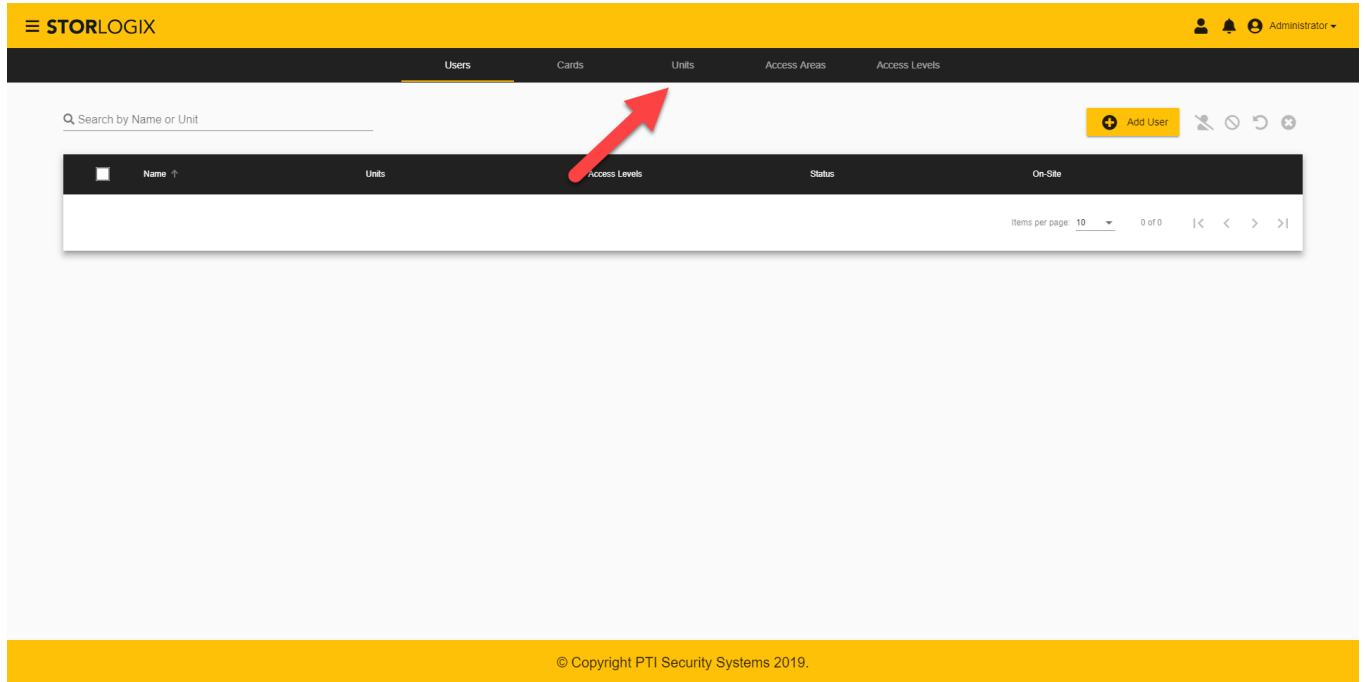 STORLOGIX Administrator
Users Cards Units Access Areas Access Levels
Search by Name or Unit Add User
Name Units Access Levels Status On-Site
Items per page: 10 0 of 0
© Copyright PTI Security Systems 2019.